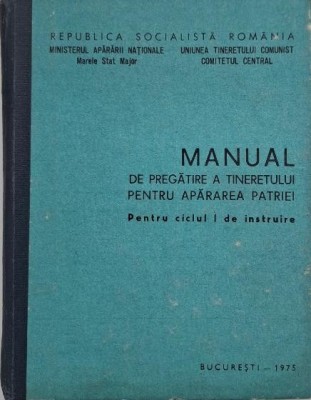 REPUBLICA SOCIALISTĂ ROMÂNIA
MINISTERUL APĂRĂRII NAȚIONALE UNIUNEA TINERETULUI COMUNIST
Marele Stat Major COMITETUL CENTRAL
MANUAL
DE PREGĂTIRE A TINERETULUI
PENTRU APĂRAREA PATRIEI
Pentru ciclul I de instruire
BUCUREȘTI — 1975